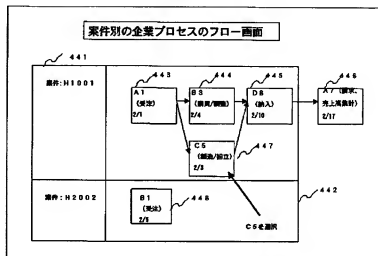 案件別の企業プロセスのフロー画面
441
443
444
445
446
案件:H1001
A1
(受注)
2/1
B3
(購買/調整)
2/4
D8
(納入)
2/10
A7(請求、
売上高集計)
2/17
C5
(製造/組立)
2/3
447
案件:H2002
B1
(受注)
2/5
448
442
C5を選択